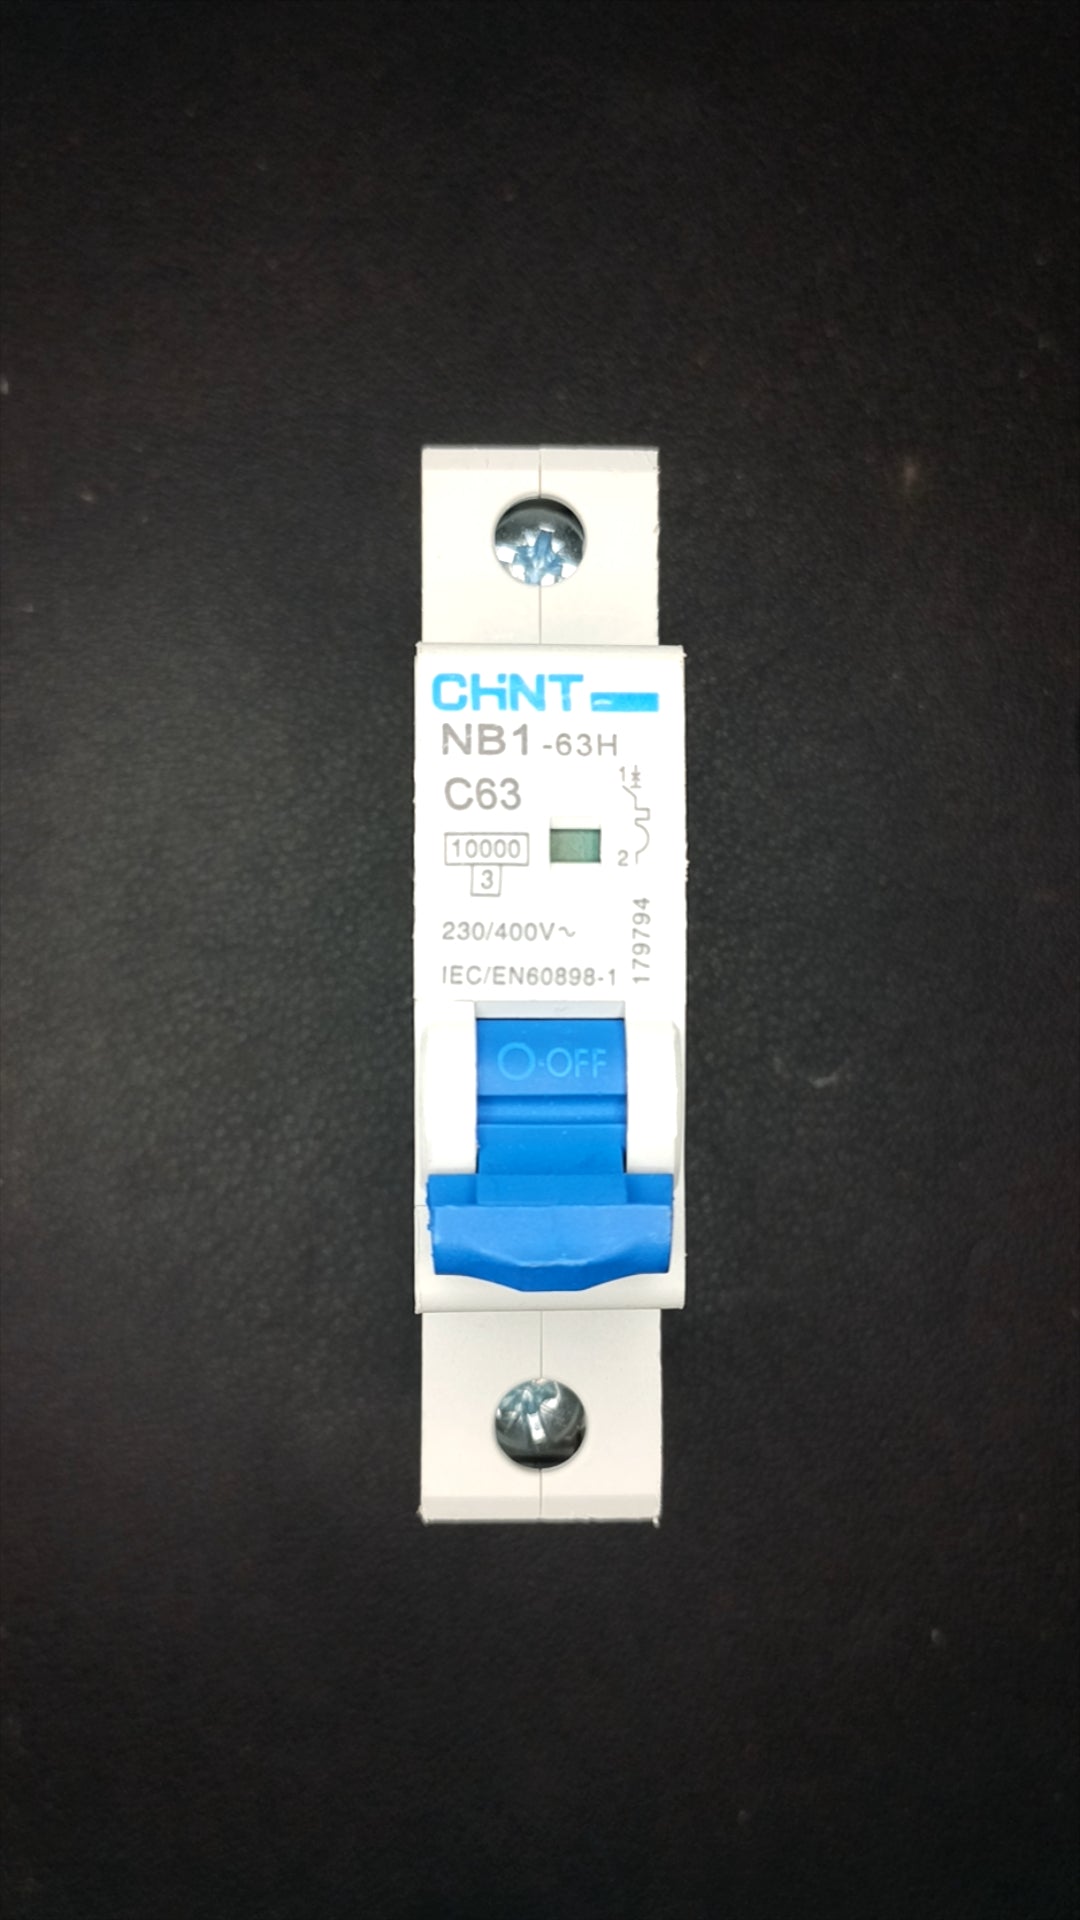 CHNT
NB1-63H
C63
1
10000
3
2
230/400V~
179794
IEC/EN60898-1
O-OFF